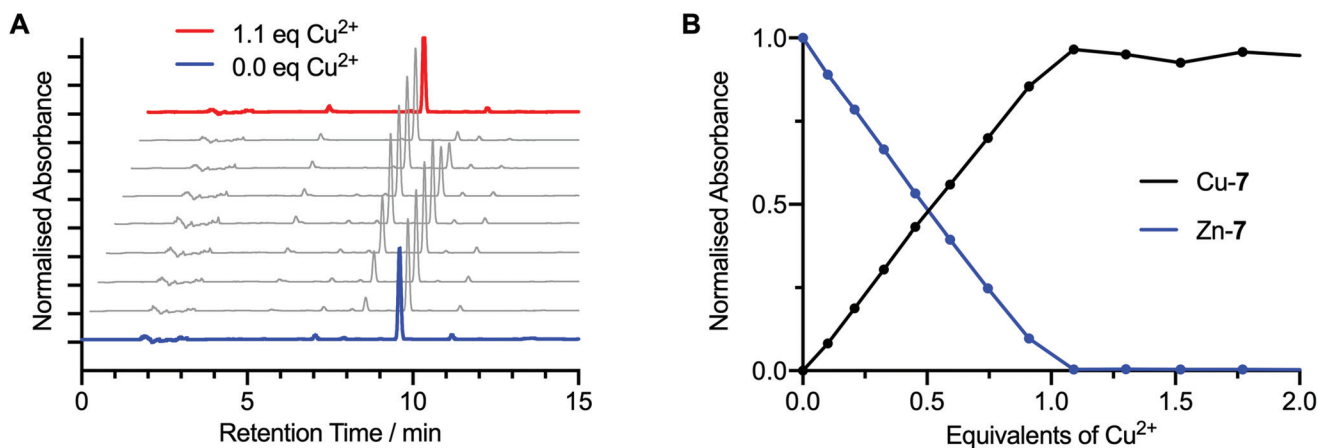 A
1.1 eq Cu²⁺
0.0 eq Cu²⁺
Normalised Absorbance
0 5 10 15
Retention Time / min
B
1.0
0.5
0.0
Normalised Absorbance
Cu-7
Zn-7
0.0 0.5 1.0 1.5 2.0
Equivalents of Cu²⁺